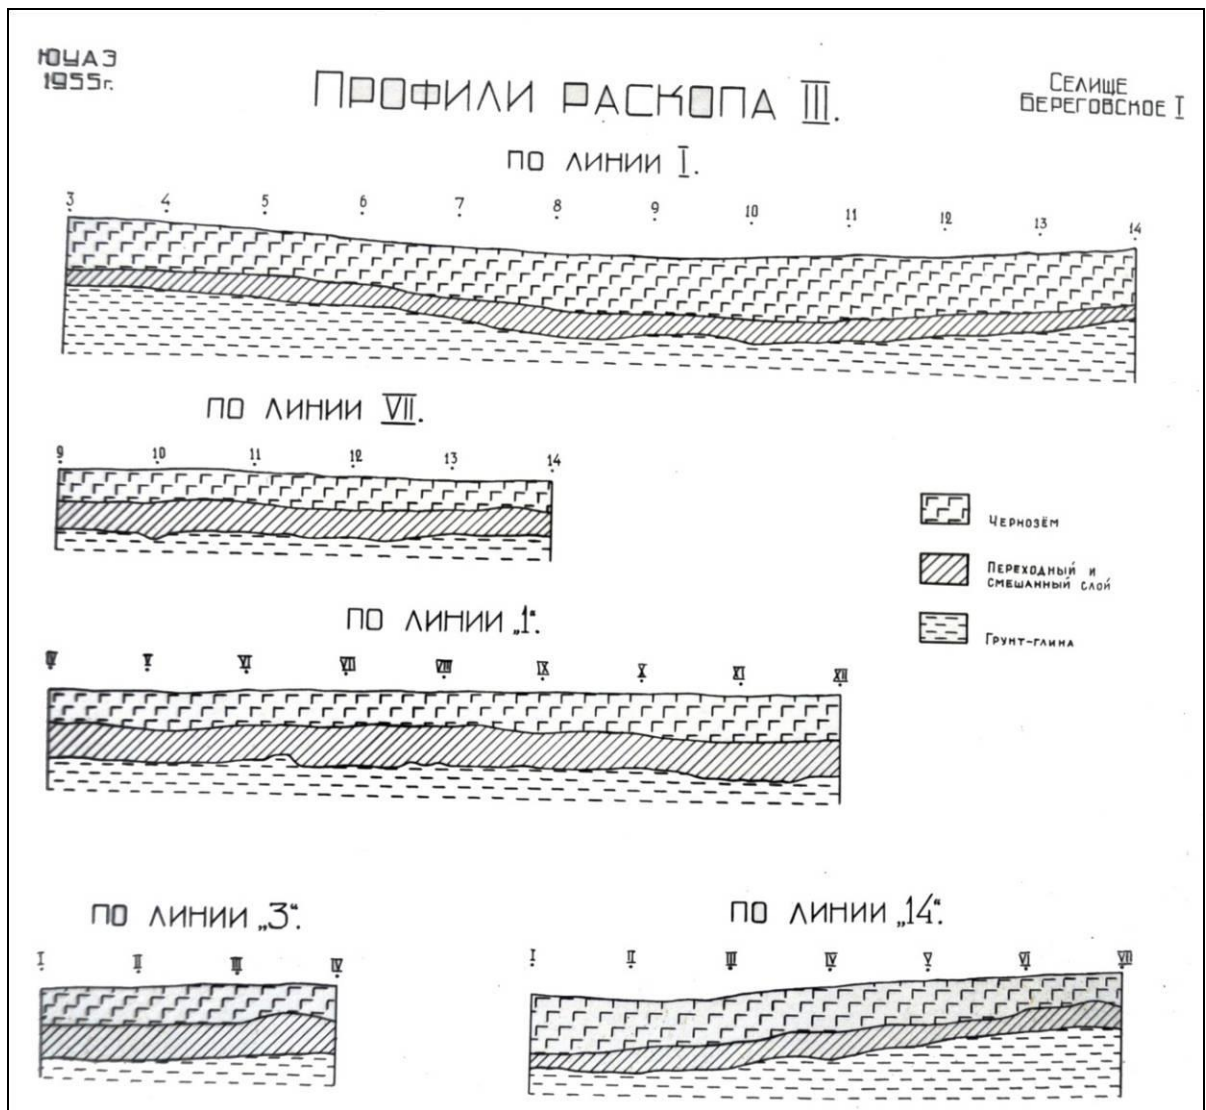 ЮУАЭ
1955г.
ПРОФИЛИ РАСКОПА III.
СЕЛИЩЕ
БЕРЕГОВСКОЕ I
ПО ЛИНИИ I.
3 4 5 6 7 8 9 10 11 12 13 14
ПО ЛИНИИ VII.
9 10 11 12 13 14
ЧЕРНОЗЁМ
ПЕРЕХОДНЫЙ И
СМЕШАННЫЙ СЛОЙ
ГРУНТ-ГЛИНА
ПО ЛИНИИ „1“.
IV V VI VII VIII IX X XI XII
ПО ЛИНИИ „3“.
I II III IV
ПО ЛИНИИ „14“.
I II III IV V VI VII